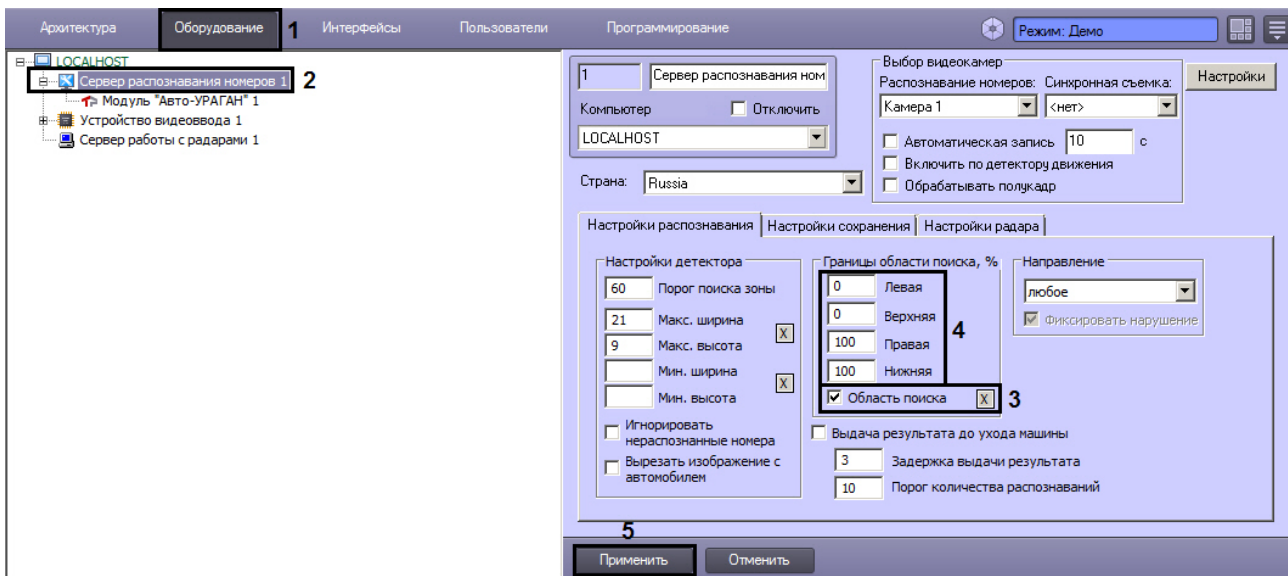 Архитектура Оборудование 1 Интерфейсы Пользователи Программирование Режим: Демо
LOCALHOST
Сервер распознавания номеров 1 2
Модуль "Авто-УРАГАН" 1
Устройство видеоввода 1
Сервер работы с радарами 1
1 Сервер распознавания ном
Компьютер Отключить
LOCALHOST
Страна: Russia
Выбор видеокамер
Распознавание номеров: Синхронная съемка:
Камера 1 <нет>
Автоматическая запись 10 с
Включить по детектору движения
Обрабатывать полукадр
Настройки
Настройки распознавания Настройки сохранения Настройки радара
Настройки детектора
60 Порог поиска зоны
21 Макс. ширина
9 Макс. высота
X
Мин. ширина
Мин. высота
X
Игнорировать
нераспознанные номера
Вырезать изображение с
автомобилем
Границы области поиска, %
0 Левая
0 Верхняя
100 Правая
100 Нижняя
4
Область поиска X 3
Направление
любое
Фиксировать нарушение
Выдача результата до ухода машины
3 Задержка выдачи результата
10 Порог количества распознаваний
5
Применить Отменить